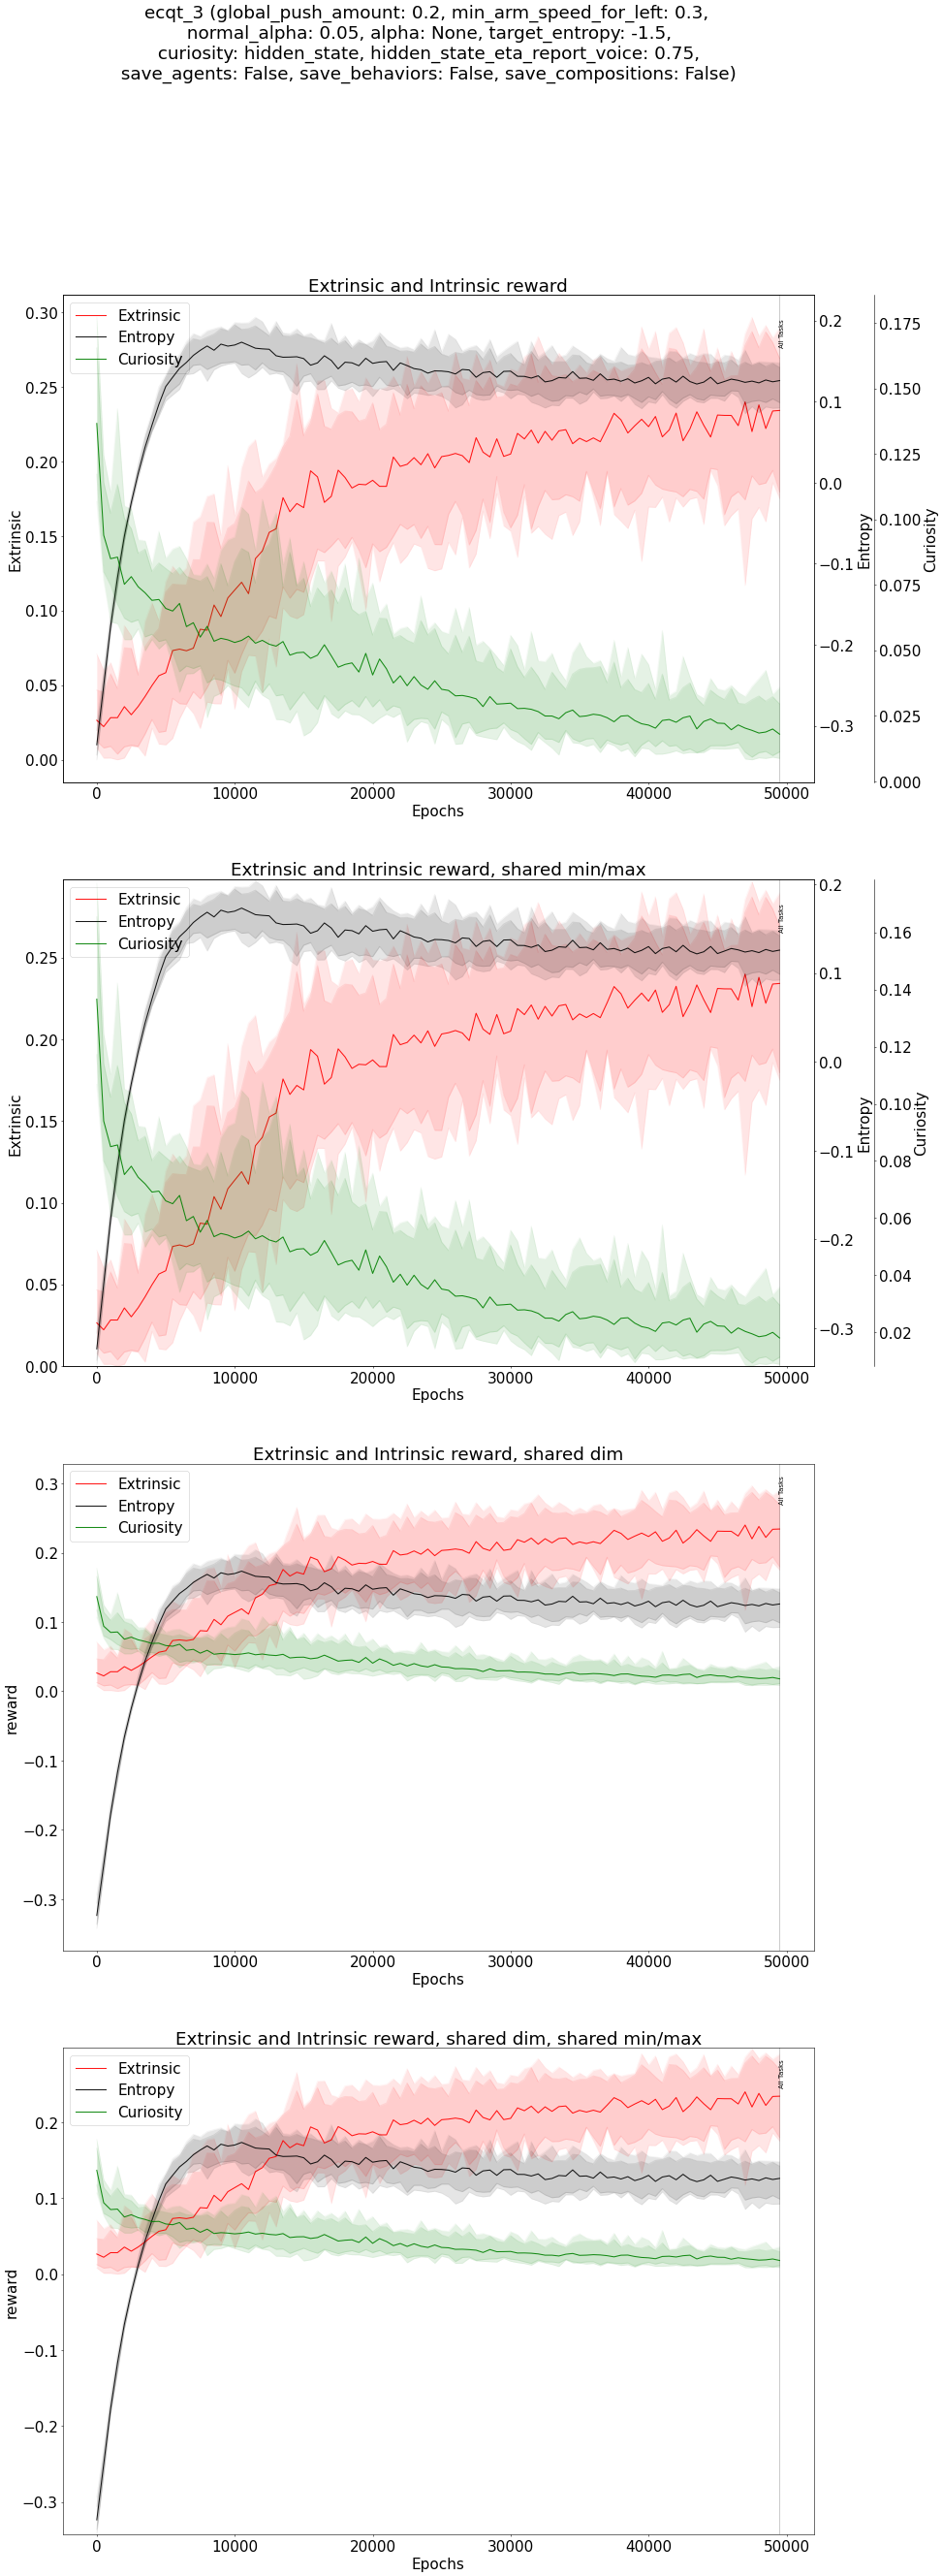 ecqt_3 (global_push_amount: 0.2, min_arm_speed_for_left: 0.3,
normal_alpha: 0.05, alpha: None, target_entropy: -1.5,
curiosity: hidden_state, hidden_state_eta_report_voice: 0.75,
save_agents: False, save_behaviors: False, save_compositions: False)
Extrinsic and Intrinsic reward
Extrinsic
Entropy
Curiosity
All Tasks
0.30
0.25
0.20
0.15
0.10
0.05
0.00
Extrinsic
0.2
0.1
0.0
−0.1
−0.2
−0.3
Entropy
0.175
0.150
0.125
0.100
0.075
0.050
0.025
0.000
Curiosity
0 10000 20000 30000 40000 50000
Epochs
Extrinsic and Intrinsic reward, shared min/max
Extrinsic
Entropy
Curiosity
All Tasks
0.25
0.20
0.15
0.10
0.05
0.00
Extrinsic
0.2
0.1
0.0
−0.1
−0.2
−0.3
Entropy
0.16
0.14
0.12
0.10
0.08
0.06
0.04
0.02
Curiosity
0 10000 20000 30000 40000 50000
Epochs
Extrinsic and Intrinsic reward, shared dim
Extrinsic
Entropy
Curiosity
All Tasks
0.3
0.2
0.1
0.0
−0.1
−0.2
−0.3
reward
0 10000 20000 30000 40000 50000
Epochs
Extrinsic and Intrinsic reward, shared dim, shared min/max
Extrinsic
Entropy
Curiosity
All Tasks
0.2
0.1
0.0
−0.1
−0.2
−0.3
reward
0 10000 20000 30000 40000 50000
Epochs